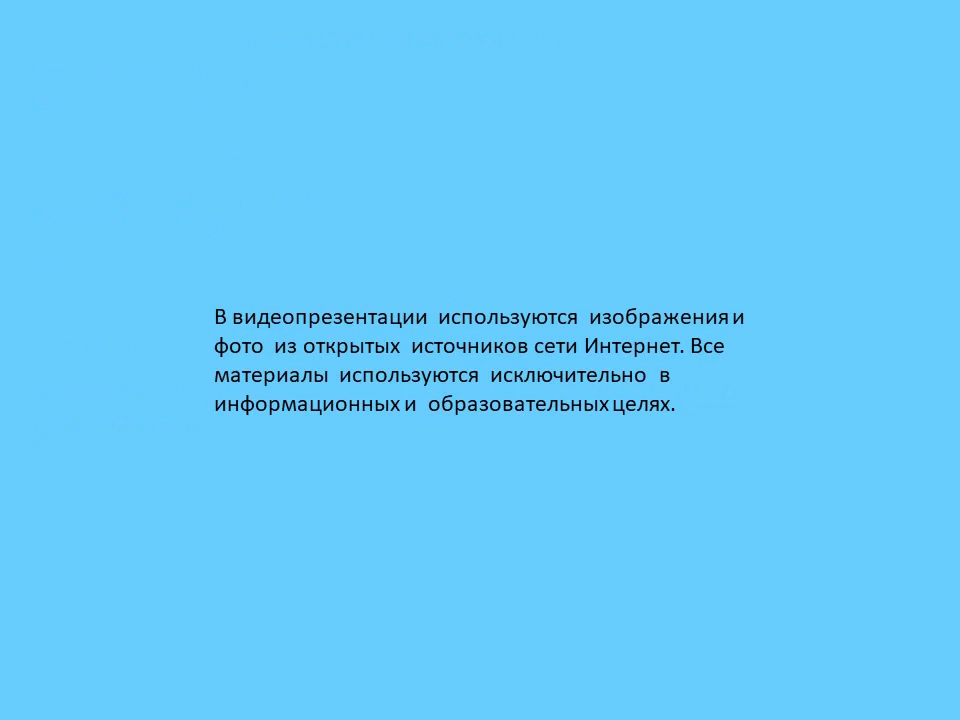 В видеопрезентации используются изображения и
фото из открытых источников сети Интернет. Все
материалы используются исключительно в
информационных и образовательных целях.